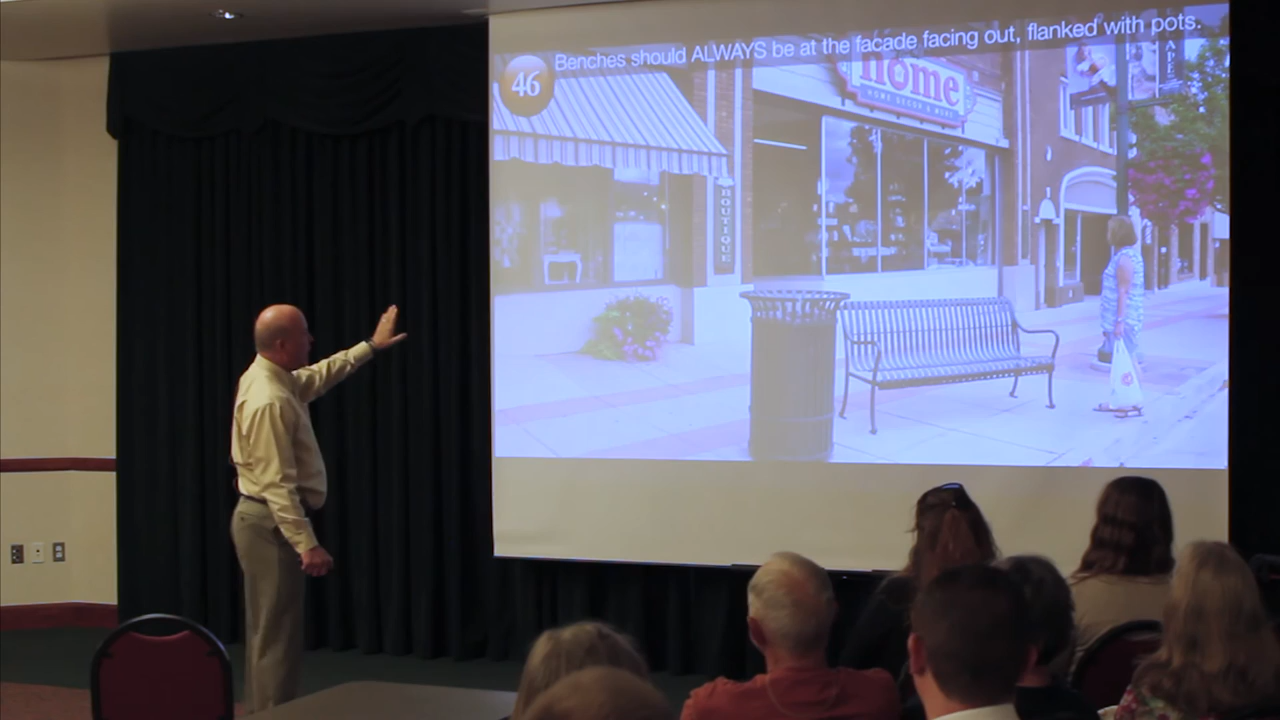 Benches should ALWAYS be at the facade facing out, flanked with pots.
46
home
HOME DECOR & MORE
BOUTIQUE